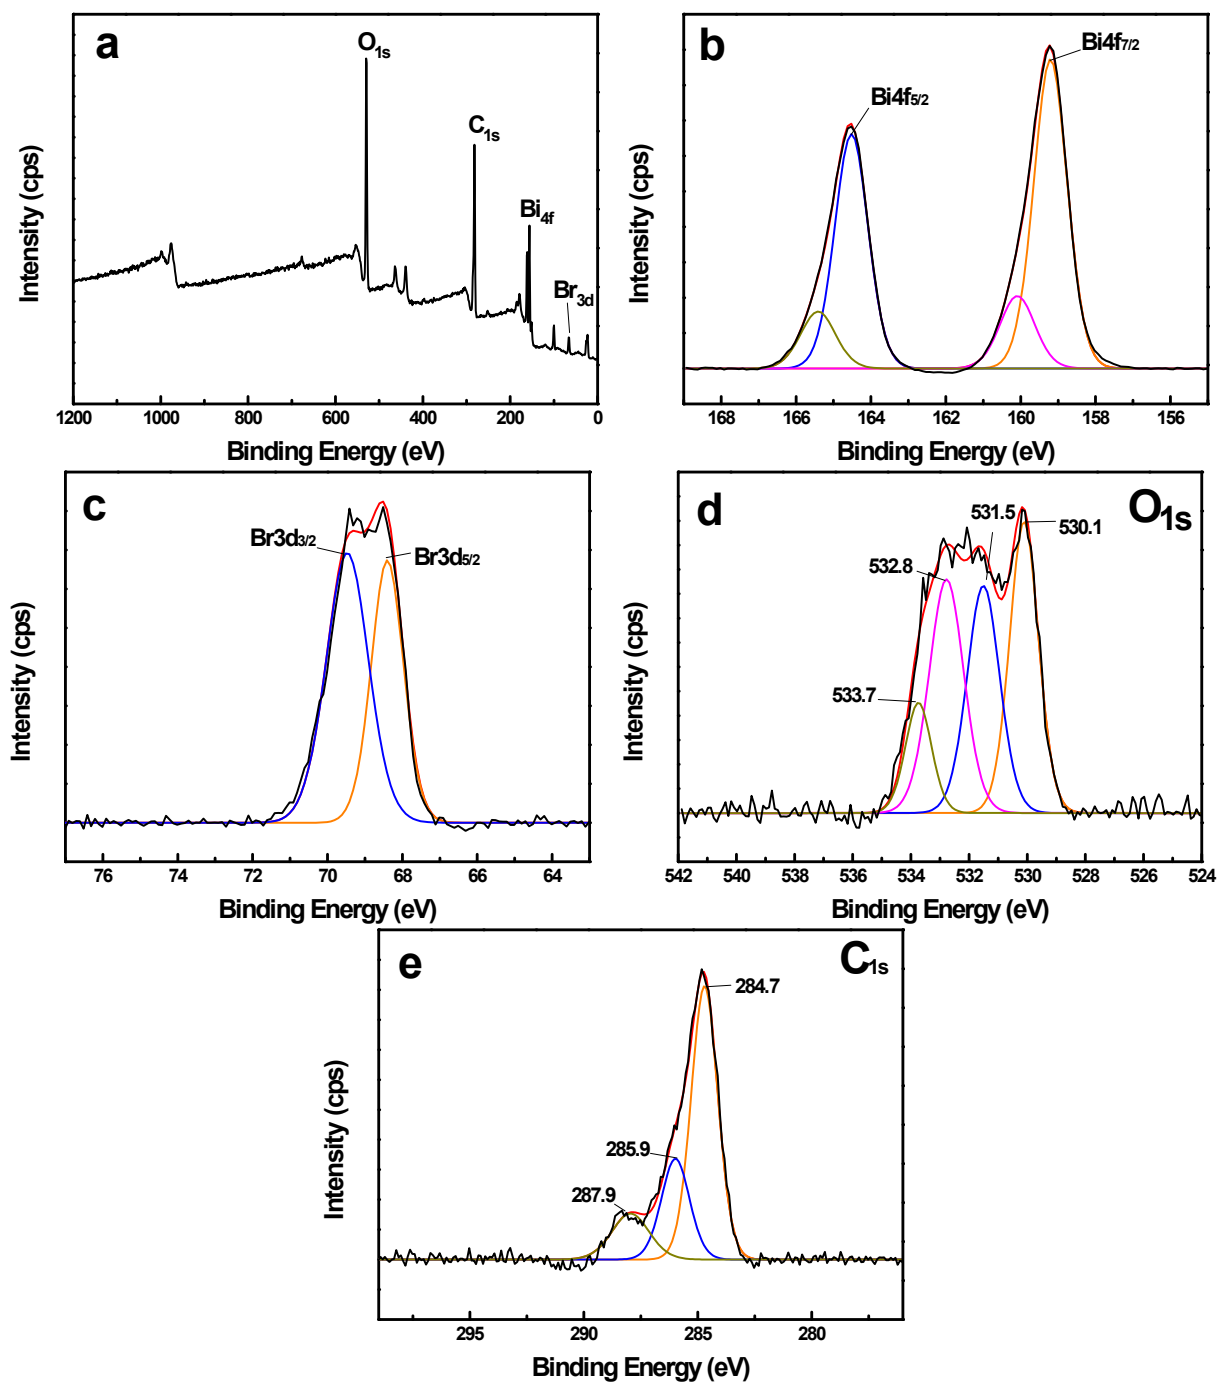 a
O1s
C1s
Bi4f
Br3d
Intensity (cps)
1200 1000 800 600 400 200 0
Binding Energy (eV)
b
Bi4f7/2
Bi4f5/2
Intensity (cps)
168 166 164 162 160 158 156
Binding Energy (eV)
c
Br3d3/2
Br3d5/2
Intensity (cps)
76 74 72 70 68 66 64
Binding Energy (eV)
d
O1s
531.5
530.1
532.8
533.7
Intensity (cps)
542 540 538 536 534 532 530 528 526 524
Binding Energy (eV)
e
C1s
284.7
285.9
287.9
Intensity (cps)
295 290 285 280
Binding Energy (eV)